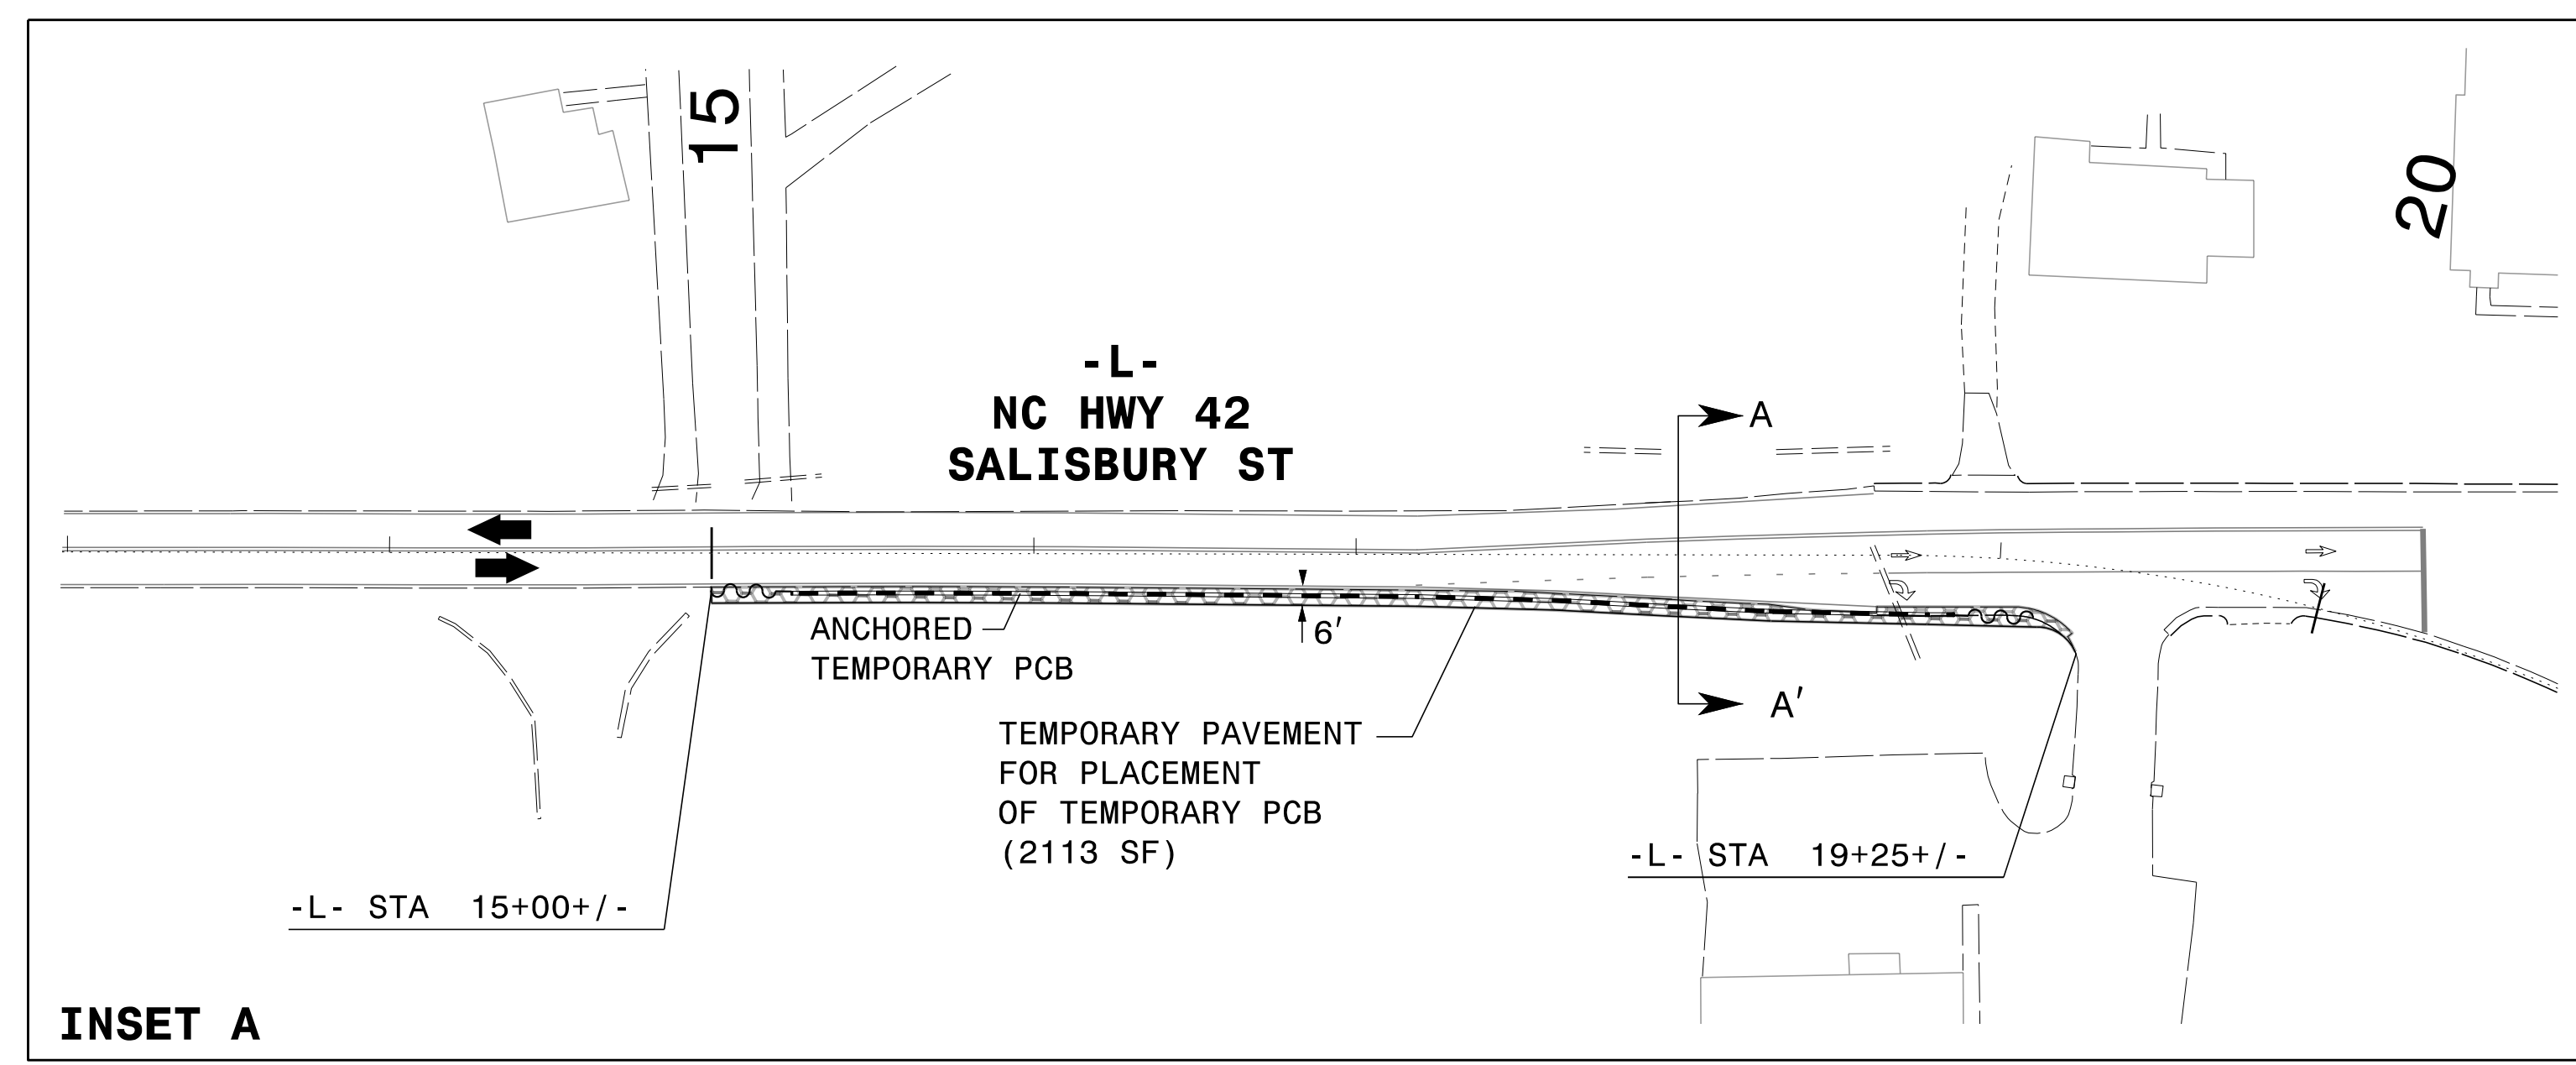 15
20
-L-
NC HWY 42
SALISBURY ST
A
6'
ANCHORED
TEMPORARY PCB
A'
TEMPORARY PAVEMENT
FOR PLACEMENT
OF TEMPORARY PCB
(2113 SF)
-L- STA 19+25+/-
-L- STA 15+00+/-
INSET A